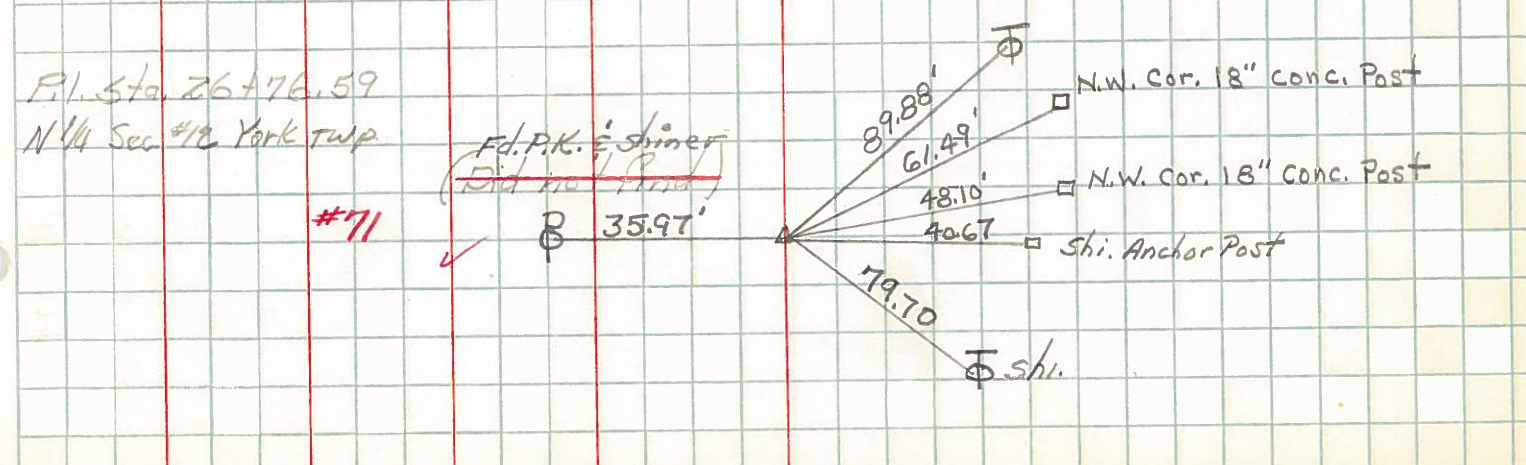 P.I. Sta. 26+76.59
N 1/4 Sec #12 York Twp.
Fd. P.K. & Shiner
(Did not find)
#71
P
35.97'
89.88'
61.49'
48.10'
40.67
79.70
N.W. Cor. 18" Conc. Post
N.W. Cor. 18" Conc. Post
Shi. Anchor Post
T
T Shi.